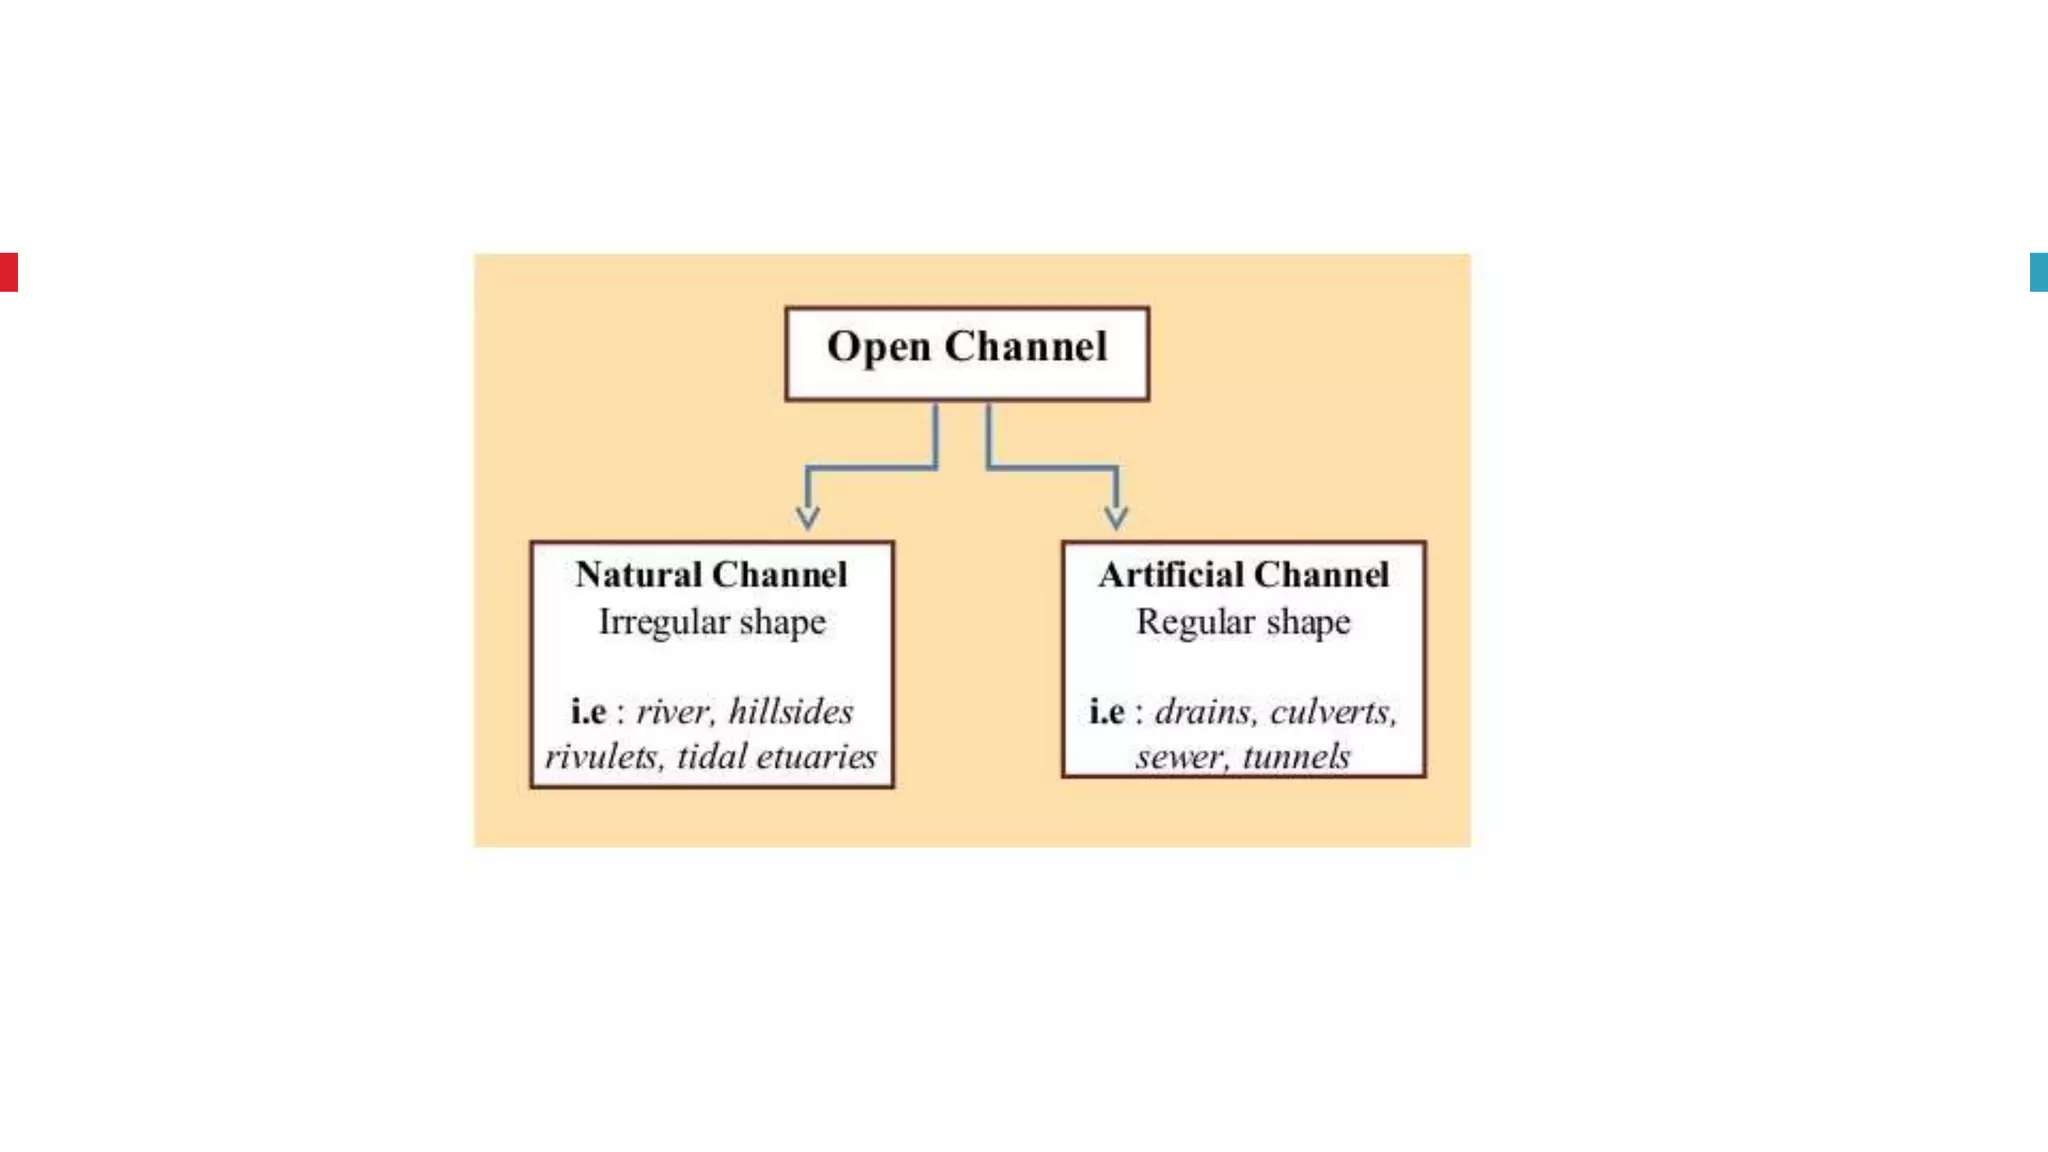 Open Channel
Natural Channel
Irregular shape
i.e : river, hillsides
rivulets, tidal etuaries
Artificial Channel
Regular shape
i.e : drains, culverts,
sewer, tunnels